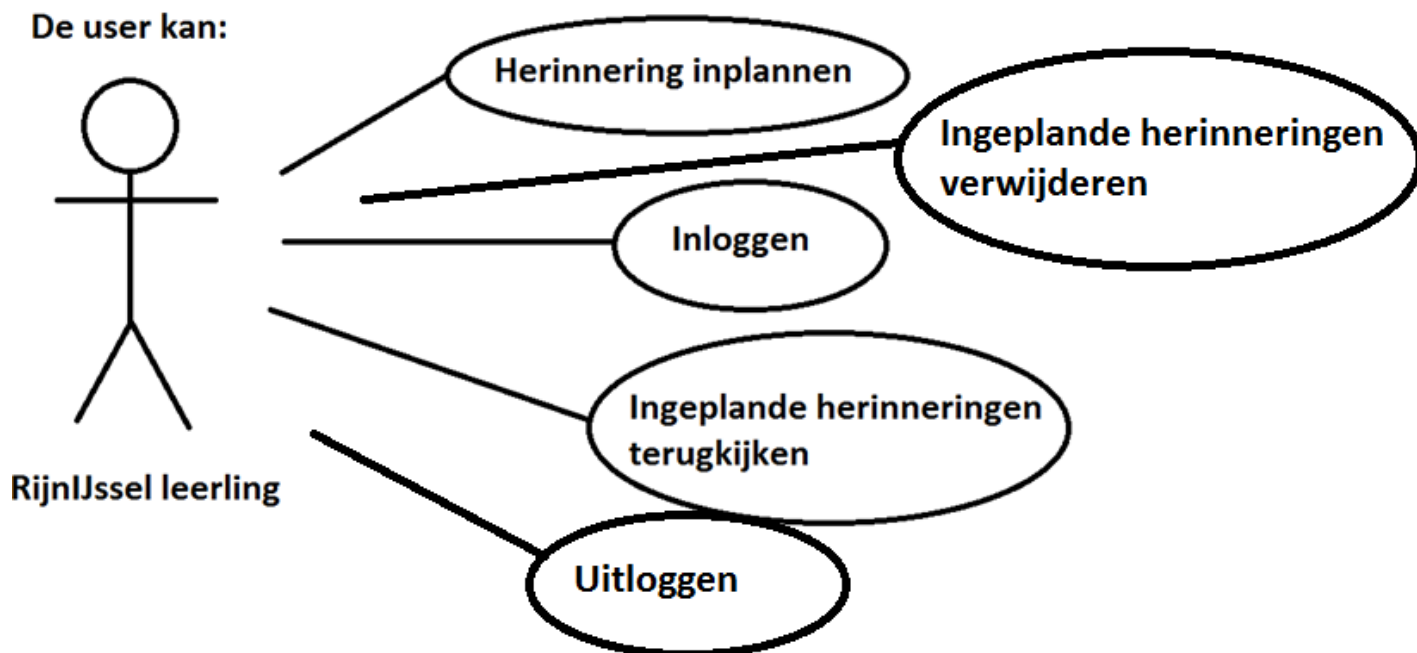 De user kan:
Herinnering inplannen
Ingeplande herinneringen
verwijderen
Inloggen
Ingeplande herinneringen
terugkijken
RijnIJssel leerling
Uitloggen